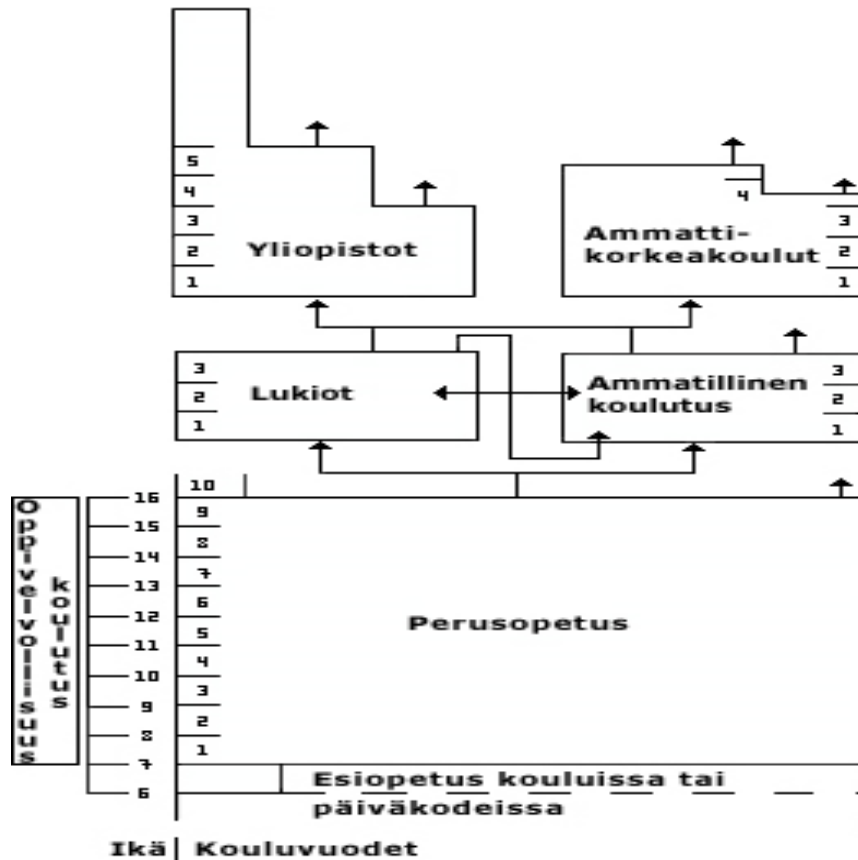 5
4
3
2
1
Yliopistot
4
3
2
1
Ammatti-
korkeakoulut
3
2
1
Lukiot
Ammatillinen
koulutus
3
2
1
Oppivelvollisuus
koulutus
16
15
14
13
12
11
10
9
8
7
6
10
9
8
7
6
5
4
3
2
1
Perusopetus
Esiopetus kouluissa tai
päiväkodeissa
Ikä
Kouluvuodet